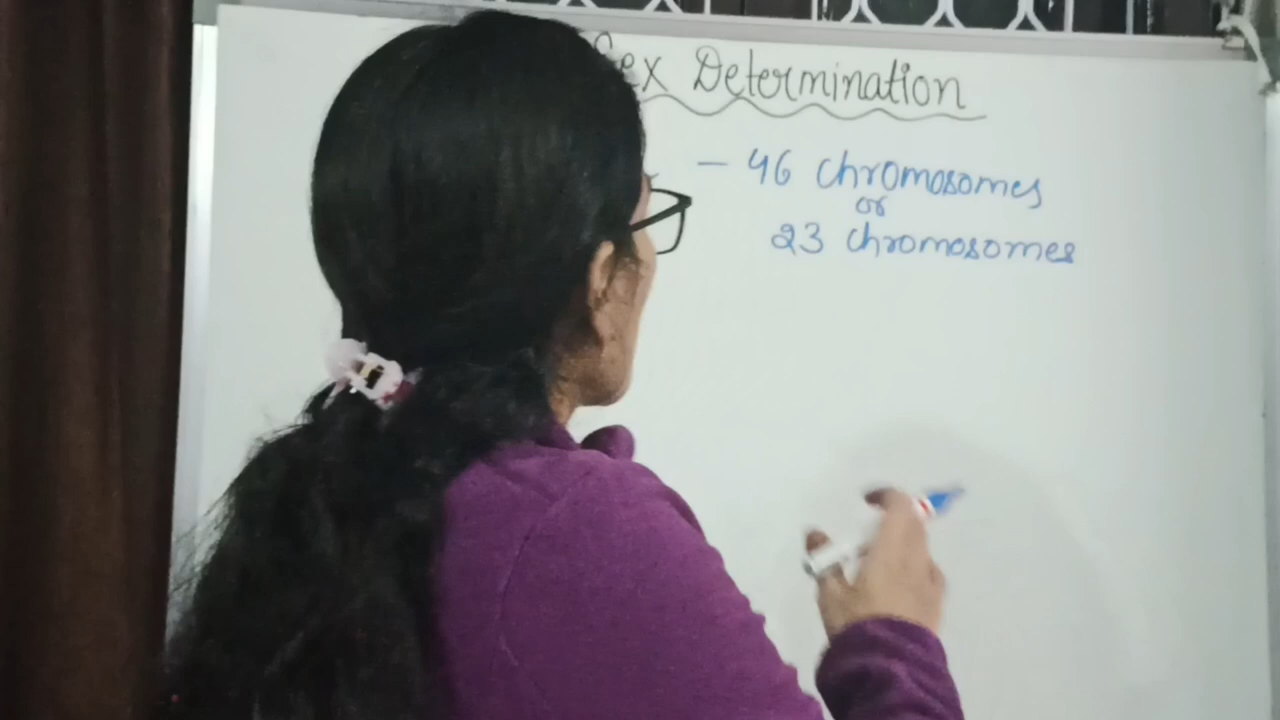 Sex Determination
- 46 chromosomes
or
23 chromosomes